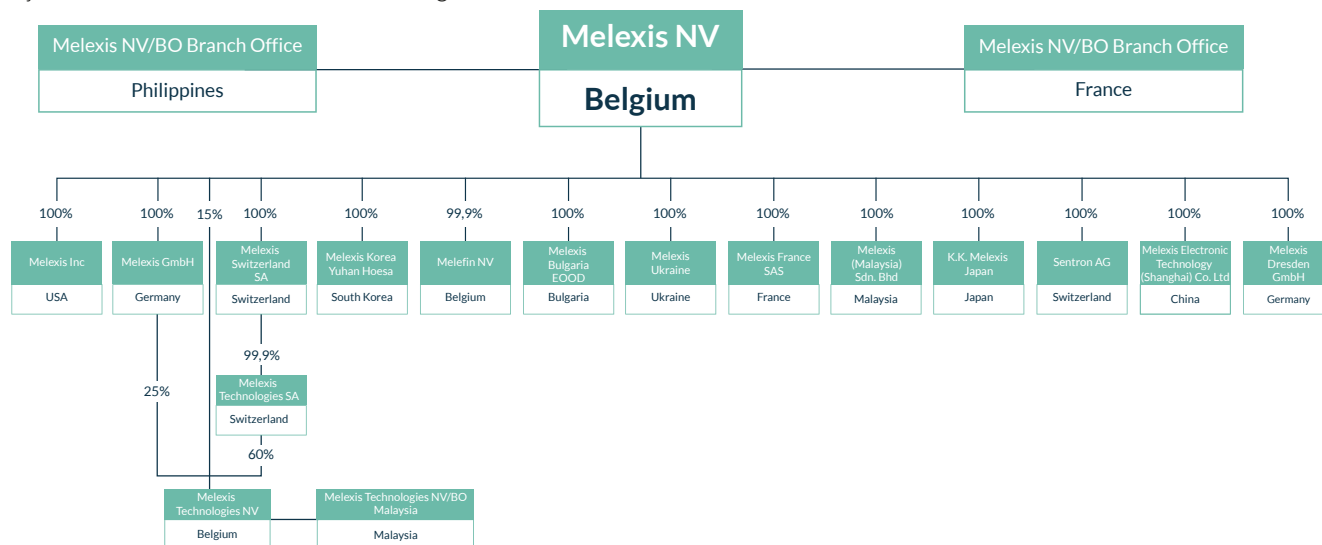 Melexis NV/BO Branch Office
Philippines
Melexis NV
Belgium
Melexis NV/BO Branch Office
France
100%
100%
15%
100%
100%
99,9%
100%
100%
100%
100%
100%
100%
100%
100%
Melexis Inc
USA
Melexis GmbH
Germany
Melexis
Switzerland
SA
Switzerland
Melexis Korea
Yuhan Hoesa
South Korea
Melefin NV
Belgium
Melexis
Bulgaria
EOOD
Bulgaria
Melexis
Ukraine
Ukraine
Melexis France
SAS
France
Melexis
(Malaysia)
Sdn. Bhd
Malaysia
K.K. Melexis
Japan
Japan
Sentron AG
Switzerland
Melexis Electronic
Technology
(Shanghai) Co. Ltd
China
Melexis
Dresden
GmbH
Germany
99,9%
25%
Melexis
Technologies SA
Switzerland
60%
Melexis
Technologies NV
Belgium
Melexis Technologies NV/BO
Malaysia
Malaysia